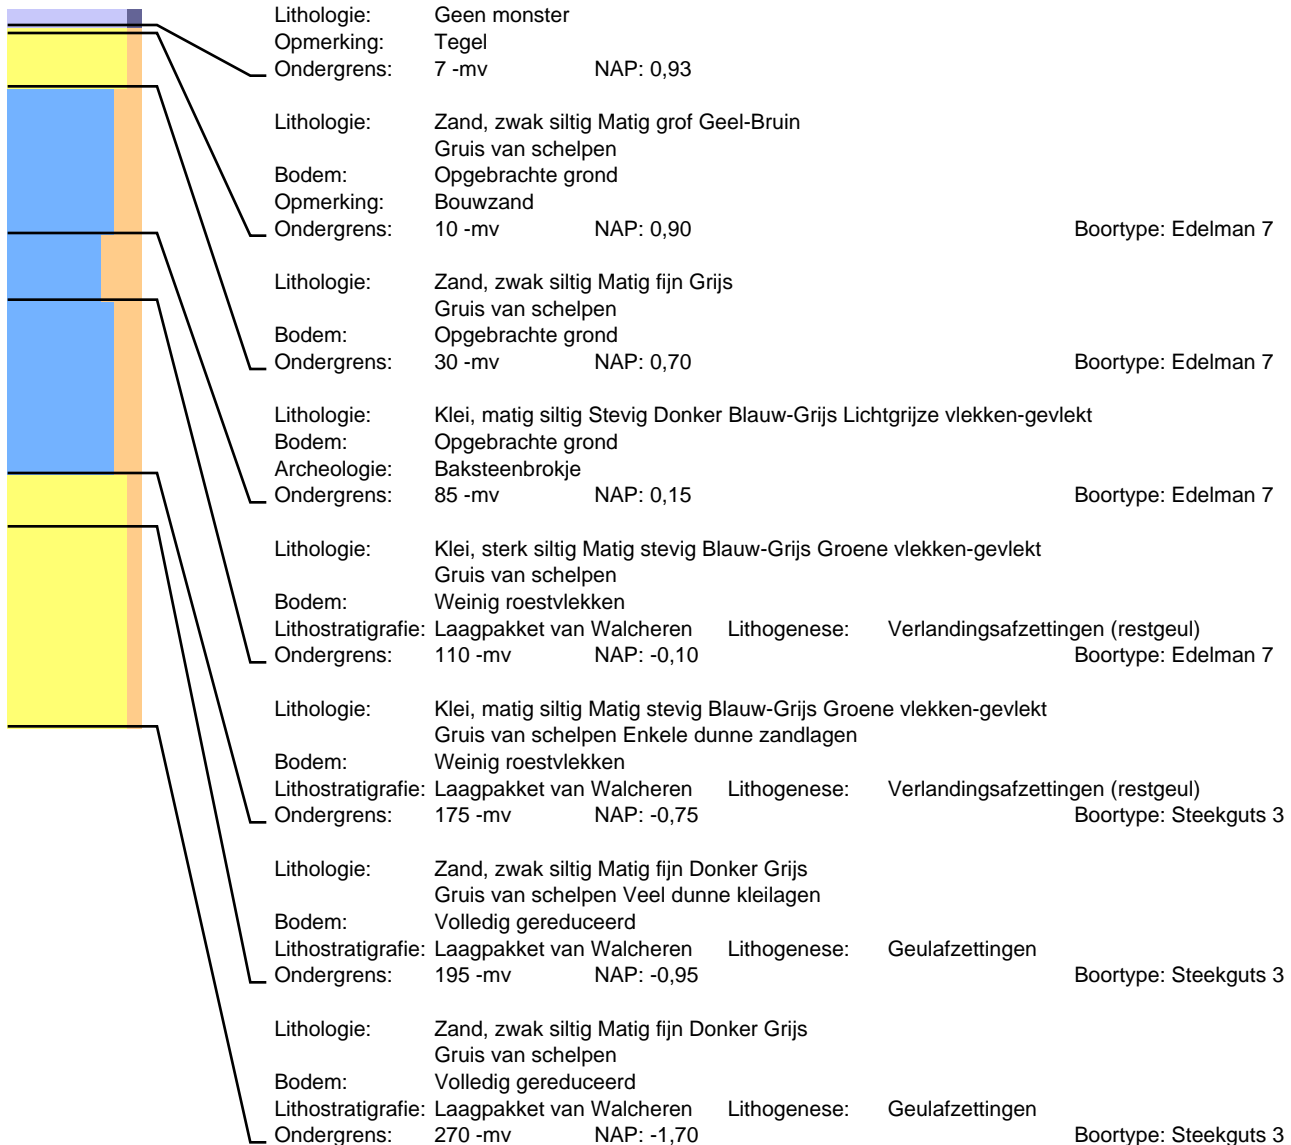 Lithologie: Geen monster
Opmerking: Tegel
Ondergrens: 7 -mv NAP: 0,93
Lithologie: Zand, zwak siltig Matig grof Geel-Bruin
Gruis van schelpen
Bodem: Opgebrachte grond
Opmerking: Bouwzand
Ondergrens: 10 -mv NAP: 0,90 Boortype: Edelman 7
Lithologie: Zand, zwak siltig Matig fijn Grijs
Gruis van schelpen
Bodem: Opgebrachte grond
Ondergrens: 30 -mv NAP: 0,70 Boortype: Edelman 7
Lithologie: Klei, matig siltig Stevig Donker Blauw-Grijs Lichtgrijze vlekken-gevlekt
Bodem: Opgebrachte grond
Archeologie: Baksteenbrokje
Ondergrens: 85 -mv NAP: 0,15 Boortype: Edelman 7
Lithologie: Klei, sterk siltig Matig stevig Blauw-Grijs Groene vlekken-gevlekt
Gruis van schelpen
Bodem: Weinig roestvlekken
Lithostratigrafie: Laagpakket van Walcheren Lithogenese: Verlandingsafzettingen (restgeul)
Ondergrens: 110 -mv NAP: -0,10 Boortype: Edelman 7
Lithologie: Klei, matig siltig Matig stevig Blauw-Grijs Groene vlekken-gevlekt
Gruis van schelpen Enkele dunne zandlagen
Bodem: Weinig roestvlekken
Lithostratigrafie: Laagpakket van Walcheren Lithogenese: Verlandingsafzettingen (restgeul)
Ondergrens: 175 -mv NAP: -0,75 Boortype: Steekguts 3
Lithologie: Zand, zwak siltig Matig fijn Donker Grijs
Gruis van schelpen Veel dunne kleilagen
Bodem: Volledig gereduceerd
Lithostratigrafie: Laagpakket van Walcheren Lithogenese: Geulafzettingen
Ondergrens: 195 -mv NAP: -0,95 Boortype: Steekguts 3
Lithologie: Zand, zwak siltig Matig fijn Donker Grijs
Gruis van schelpen
Bodem: Volledig gereduceerd
Lithostratigrafie: Laagpakket van Walcheren Lithogenese: Geulafzettingen
Ondergrens: 270 -mv NAP: -1,70 Boortype: Steekguts 3